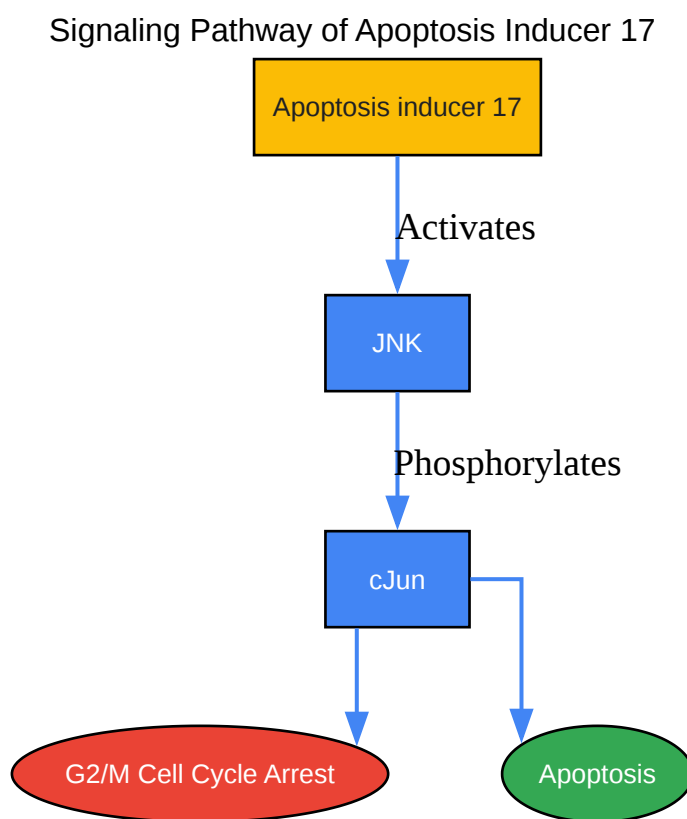 Signaling Pathway of Apoptosis Inducer 17
Apoptosis inducer 17
Activates
JNK
Phosphorylates
cJun
G2/M Cell Cycle Arrest
Apoptosis